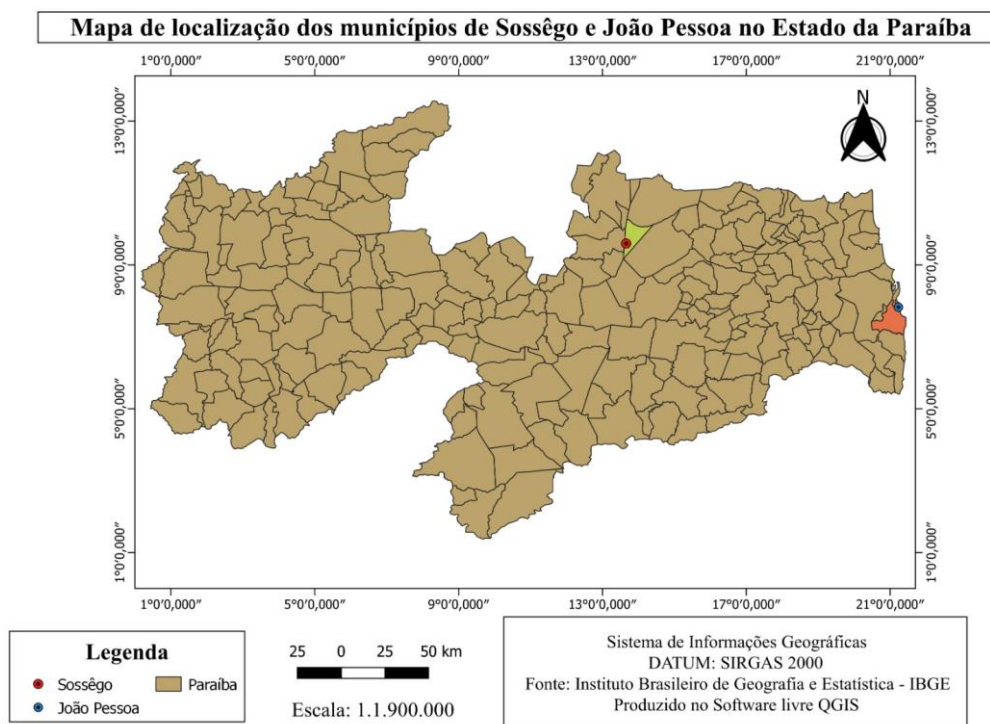 Mapa de localização dos municípios de Sossêgo e João Pessoa no Estado da Paraíba
1°0′0,000″ 5°0′0,000″ 9°0′0,000″ 13°0′0,000″ 17°0′0,000″ 21°0′0,000″
N
13°0′0,000″ 13°0′0,000″
9°0′0,000″ 9°0′0,000″
5°0′0,000″ 5°0′0,000″
1°0′0,000″ 1°0′0,000″
1°0′0,000″ 5°0′0,000″ 9°0′0,000″ 13°0′0,000″ 17°0′0,000″ 21°0′0,000″
Legenda
Sossêgo Paraíba
João Pessoa
25 0 25 50 km
Escala: 1.1.900.000
Sistema de Informações Geográficas
DATUM: SIRGAS 2000
Fonte: Instituto Brasileiro de Geografia e Estatística - IBGE
Produzido no Software livre QGIS